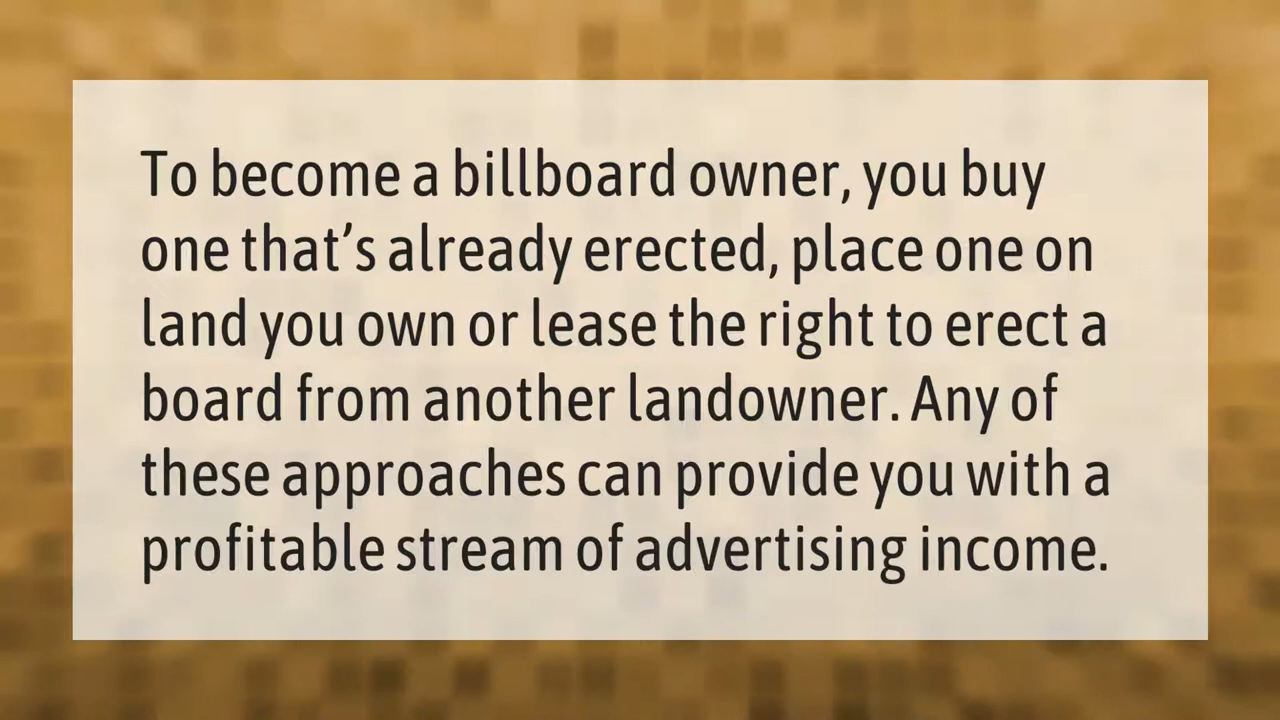 To become a billboard owner, you buy
one that’s already erected, place one on
land you own or lease the right to erect a
board from another landowner. Any of
these approaches can provide you with a
profitable stream of advertising income.